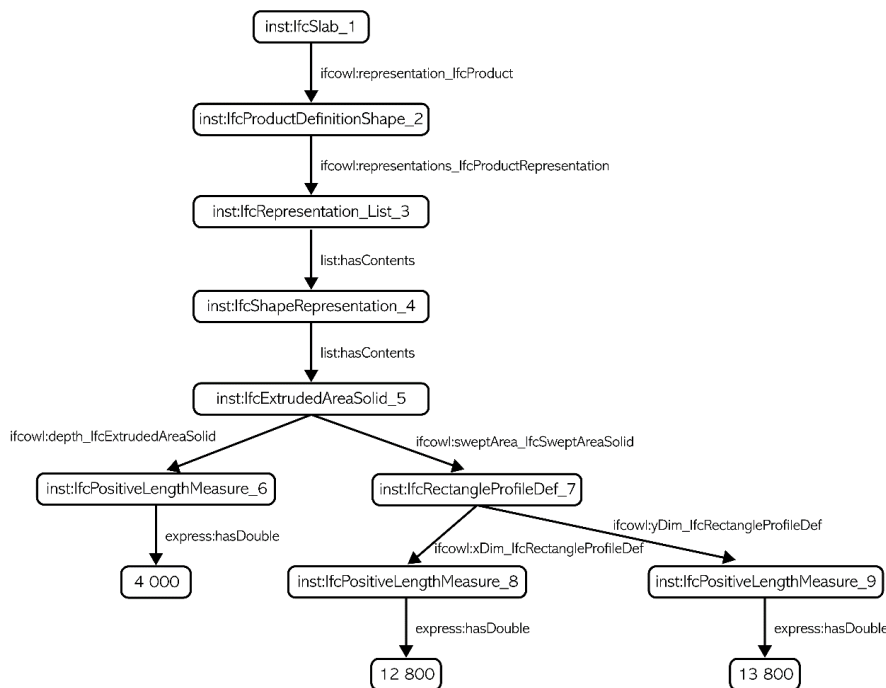 inst:IfcSlab_1
ifcowl:representation_IfcProduct
inst:IfcProductDefinitionShape_2
ifcowl:representations_IfcProductRepresentation
inst:IfcRepresentation_List_3
list:hasContents
inst:IfcShapeRepresentation_4
list:hasContents
inst:IfcExtrudedAreaSolid_5
ifcowl:depth_IfcExtrudedAreaSolid
ifcowl:sweptArea_IfcSweptAreaSolid
inst:IfcPositiveLengthMeasure_6
inst:IfcRectangleProfileDef_7
express:hasDouble
ifcowl:yDim_IfcRectangleProfileDef
ifcowl:xDim_IfcRectangleProfileDef
4 000
inst:IfcPositiveLengthMeasure_8
inst:IfcPositiveLengthMeasure_9
express:hasDouble
express:hasDouble
12 800
13 800